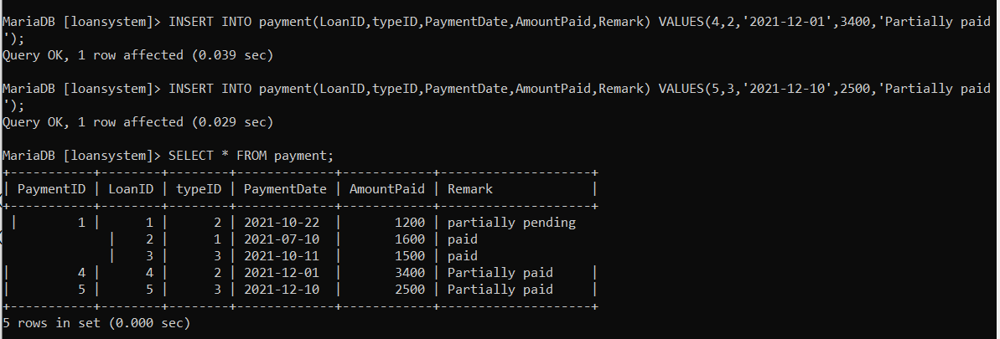 MariaDB [loansystem]> INSERT INTO payment(LoanID,typeID,PaymentDate,AmountPaid,Remark) VALUES(4,2,'2021-12-01',3400,'Partially paid
');
Query OK, 1 row affected (0.039 sec)
MariaDB [loansystem]> INSERT INTO payment(LoanID,typeID,PaymentDate,AmountPaid,Remark) VALUES(5,3,'2021-12-10',2500,'Partially paid
');
Query OK, 1 row affected (0.029 sec)
MariaDB [loansystem]> SELECT * FROM payment;
+-----------+--------+--------+-------------+------------+--------------------+
| PaymentID | LoanID | typeID | PaymentDate | AmountPaid | Remark             |
+-----------+--------+--------+-------------+------------+--------------------+
 |        1 |      1 |      2 | 2021-10-22  |       1200 | partially pending
              |    2 |      1 | 2021-07-10  |       1600 | paid
              |    3 |      3 | 2021-10-11  |       1500 | paid
|         4 |      4 |      2 | 2021-12-01  |       3400 | Partially paid     |
|         5 |      5 |      3 | 2021-12-10  |       2500 | Partially paid     |
+-----------+--------+--------+-------------+------------+--------------------+
5 rows in set (0.000 sec)